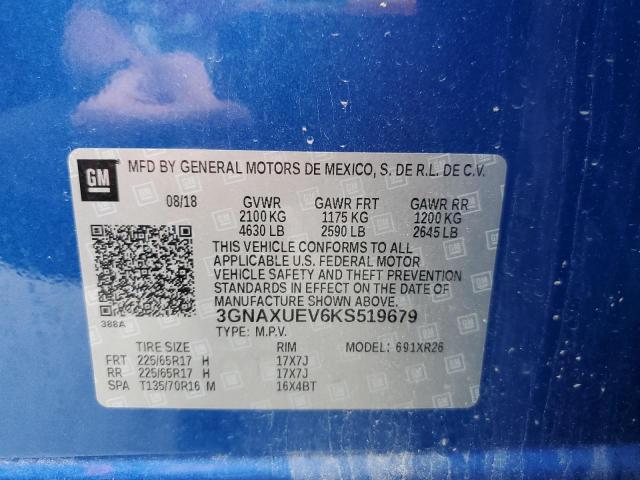 GM
MFD BY GENERAL MOTORS DE MEXICO, S. DE R.L. DE C.V.
08/18 GVWR GAWR FRT GAWR RR
2100 KG 1175 KG 1200 KG
4630 LB 2590 LB 2645 LB
THIS VEHICLE CONFORMS TO ALL
APPLICABLE U.S. FEDERAL MOTOR
VEHICLE SAFETY AND THEFT PREVENTION
STANDARDS IN EFFECT ON THE DATE OF
MANUFACTURE SHOWN ABOVE.
388A
3GNAXUEV6KS519679
TYPE: M.P.V.
TIRE SIZE RIM MODEL: 691XR26
FRT 225/65R17 H 17X7J
RR 225/65R17 H 17X7J
SPA T135/70R16 M 16X4BT